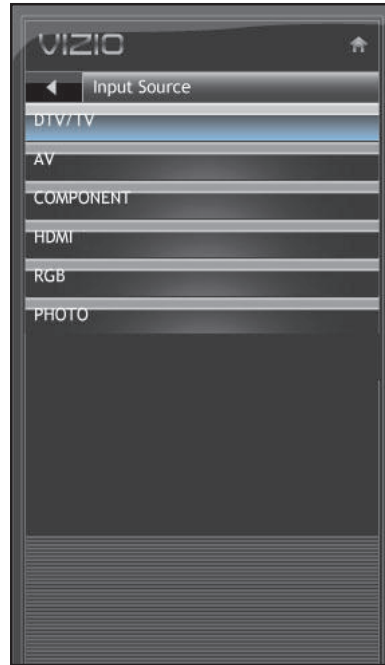 VIZIO
Input Source
DTV/TV
AV
COMPONENT
HDMI
RGB
PHOTO